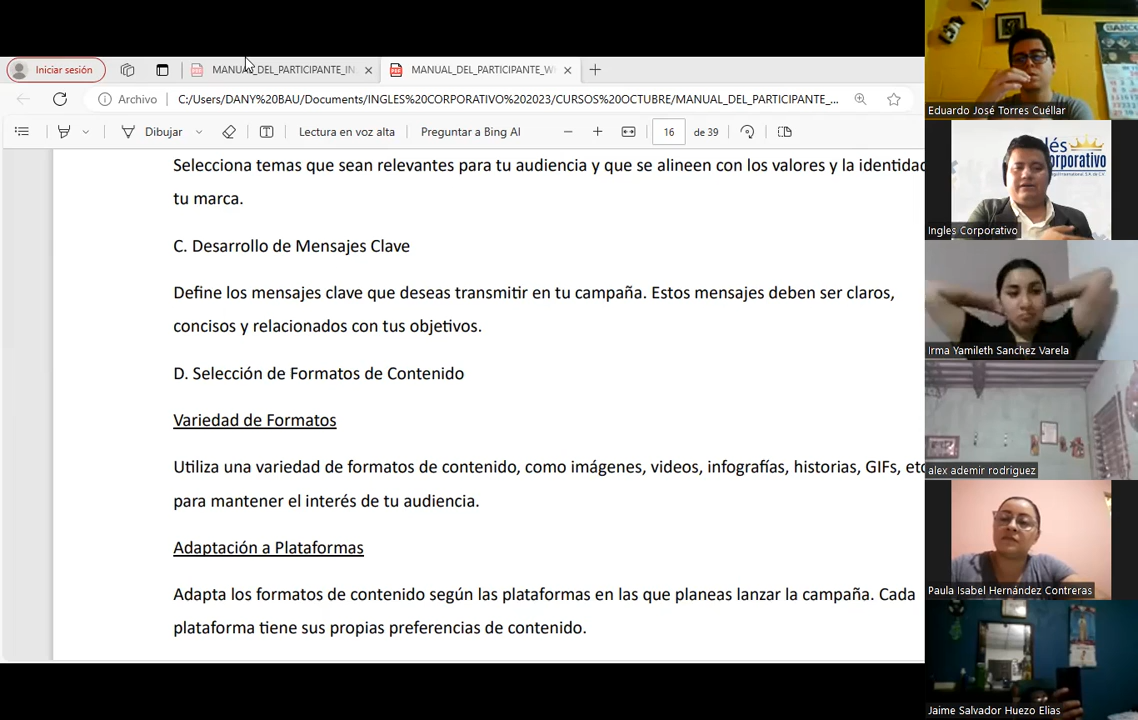 Iniciar sesión
MANUAL_DEL_PARTICIPANTE_IN
MANUAL_DEL_PARTICIPANTE_W
Archivo
C:/Users/DANY%20BAU/Documents/INGLES%20CORPORATIVO%202023/CURSOS%20OCTUBRE/MANUAL_DEL_PARTICIPANTE_...
Dibujar
Lectura en voz alta
Preguntar a Bing AI
16
de 39
Selecciona temas que sean relevantes para tu audiencia y que se alineen con los valores y la identidad
tu marca.
C. Desarrollo de Mensajes Clave
Define los mensajes clave que deseas transmitir en tu campaña. Estos mensajes deben ser claros,
concisos y relacionados con tus objetivos.
D. Selección de Formatos de Contenido
Variedad de Formatos
Utiliza una variedad de formatos de contenido, como imágenes, videos, infografías, historias, GIFs, etc
para mantener el interés de tu audiencia.
Adaptación a Plataformas
Adapta los formatos de contenido según las plataformas en las que planeas lanzar la campaña. Cada
plataforma tiene sus propias preferencias de contenido.
Eduardo José Torres Cuéllar
lés
orporativo
Ingles Corporativo
Irma Yamileth Sanchez Varela
alex ademir rodriguez
Paula Isabel Hernández Contreras
Jaime Salvador Huezo Elias